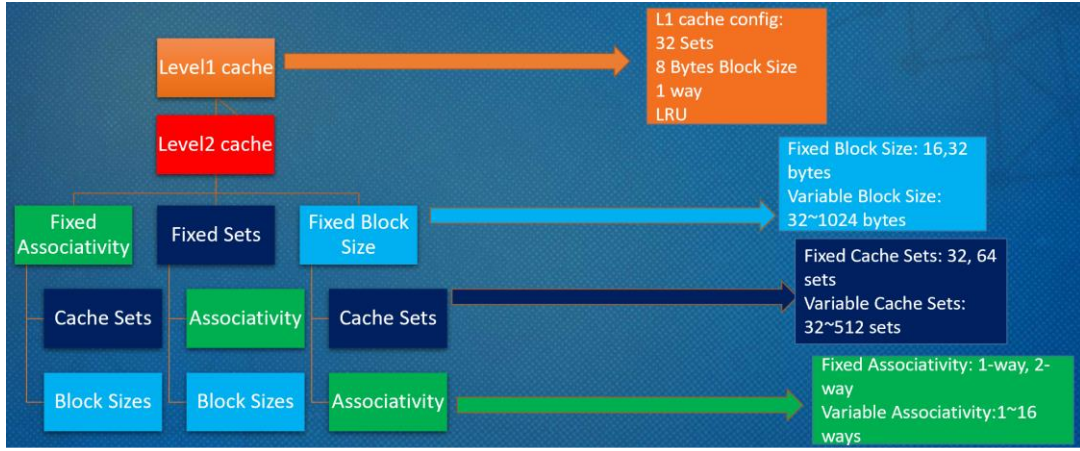 Level1 cache
L1 cache config:
32 Sets
8 Bytes Block Size
1 way
LRU
Level2 cache
Fixed Block Size: 16,32
bytes
Variable Block Size:
32~1024 bytes
Fixed
Associativity
Fixed Sets
Fixed Block
Size
Fixed Cache Sets: 32, 64
sets
Variable Cache Sets:
32~512 sets
Cache Sets
Associativity
Cache Sets
Block Sizes
Block Sizes
Associativity
Fixed Associativity: 1-way, 2-
way
Variable Associativity:1~16
ways